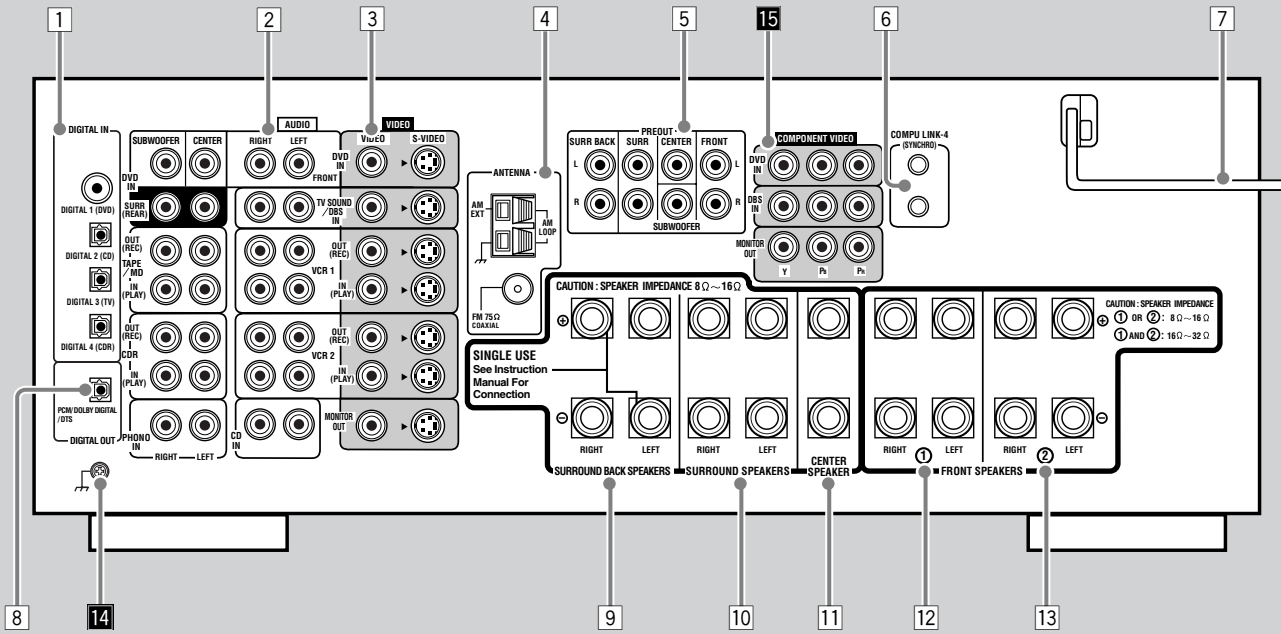 1 2 3 4 5 15 6 7
DIGITAL IN
DIGITAL 1 (DVD)
DIGITAL 2 (CD)
DIGITAL 3 (TV)
DIGITAL 4 (CDR)
PCM/DOLBY DIGITAL
/DTS
DIGITAL OUT
AUDIO
SUBWOOFER CENTER RIGHT LEFT
DVD
IN
FRONT
SURR
(REAR)
TV SOUND
/DBS
IN
OUT
(REC)
TAPE
/MD
IN
(PLAY)
OUT
(REC)
VCR 1
IN
(PLAY)
OUT
(REC)
CDR
IN
(PLAY)
OUT
(REC)
VCR 2
IN
(PLAY)
PHONO
IN
CD
IN
RIGHT LEFT
VIDEO
VIDEO S-VIDEO
DVD
IN
MONITOR
OUT
ANTENNA
AM
EXT
AM
LOOP
FM 75Ω
COAXIAL
PREOUT
SURR BACK SURR CENTER FRONT
L L
R R
SUBWOOFER
COMPONENT VIDEO
DVD
IN
DBS
IN
MONITOR
OUT
Y PB PR
COMPU LINK-4
(SYNCHRO)
CAUTION : SPEAKER IMPEDANCE 8Ω~16Ω
SINGLE USE
See Instruction
Manual For
Connection
⊕
⊖
RIGHT LEFT RIGHT LEFT
SURROUND BACK SPEAKERS SURROUND SPEAKERS
CENTER
SPEAKER
⊕
⊖
CAUTION : SPEAKER IMPEDANCE
① OR ②: 8Ω~16Ω
① AND ②: 16Ω~32Ω
RIGHT LEFT RIGHT LEFT
① FRONT SPEAKERS ②
8 14 9 10 11 12 13